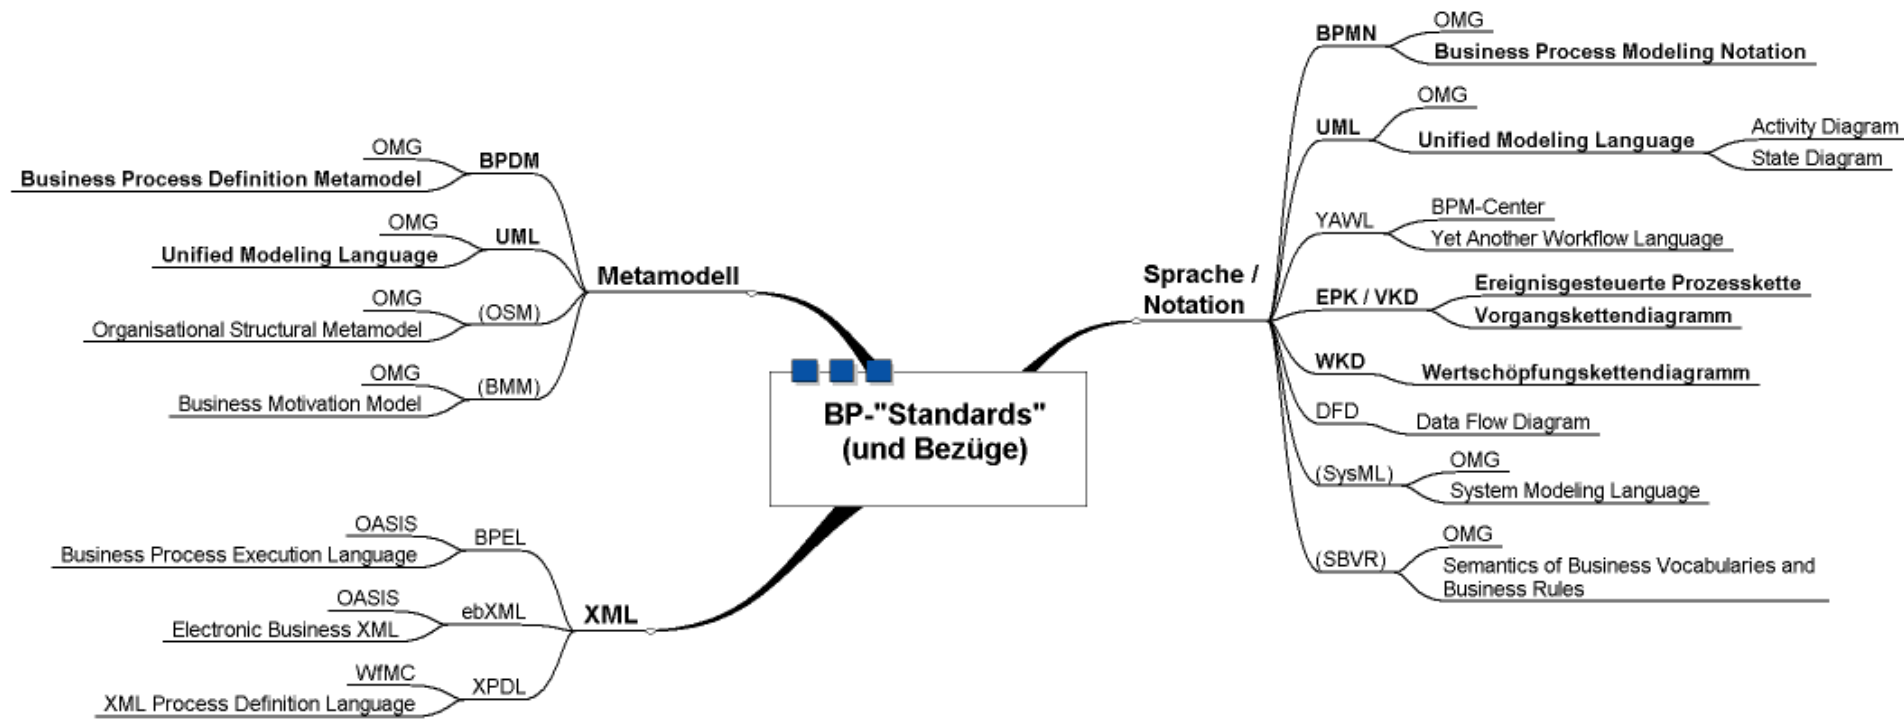 BP-"Standards"
(und Bezüge)
Metamodell
BPDM
OMG
Business Process Definition Metamodel
UML
OMG
Unified Modeling Language
(OSM)
OMG
Organisational Structural Metamodel
(BMM)
OMG
Business Motivation Model
XML
BPEL
OASIS
Business Process Execution Language
ebXML
OASIS
Electronic Business XML
XPDL
WfMC
XML Process Definition Language
Sprache /
Notation
BPMN
OMG
Business Process Modeling Notation
UML
OMG
Unified Modeling Language
Activity Diagram
State Diagram
YAWL
BPM-Center
Yet Another Workflow Language
EPK / VKD
Ereignisgesteuerte Prozesskette
Vorgangskettendiagramm
WKD
Wertschöpfungskettendiagramm
DFD
Data Flow Diagram
(SysML)
OMG
System Modeling Language
(SBVR)
OMG
Semantics of Business Vocabularies and
Business Rules